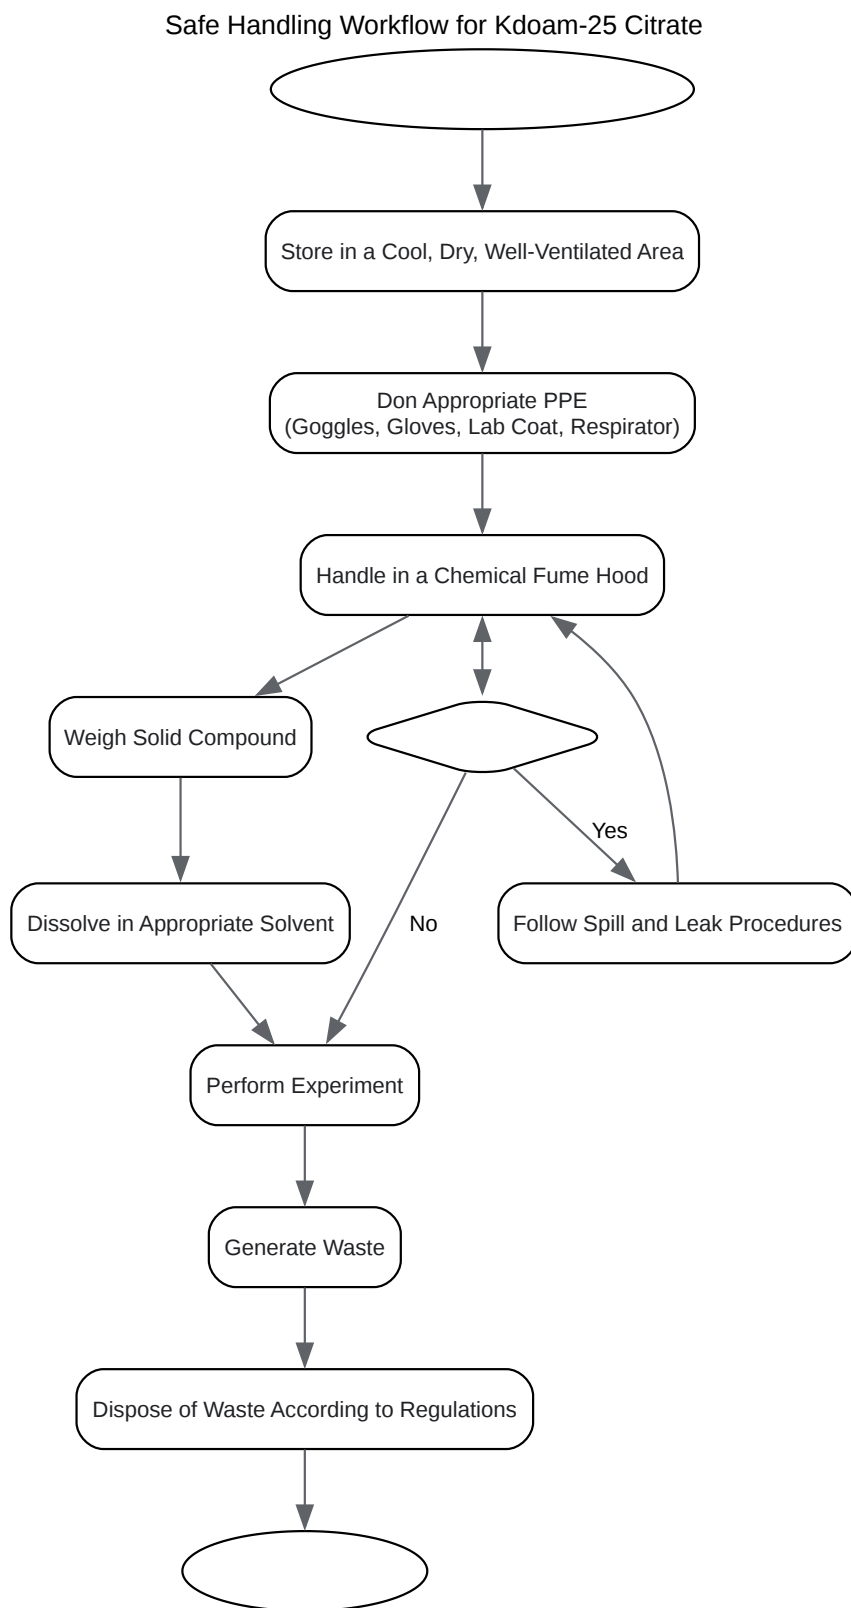 Safe Handling Workflow for Kdoam-25 Citrate
Store in a Cool, Dry, Well-Ventilated Area
Don Appropriate PPE
(Goggles, Gloves, Lab Coat, Respirator)
Handle in a Chemical Fume Hood
Weigh Solid Compound
Yes
Dissolve in Appropriate Solvent
No
Follow Spill and Leak Procedures
Perform Experiment
Generate Waste
Dispose of Waste According to Regulations